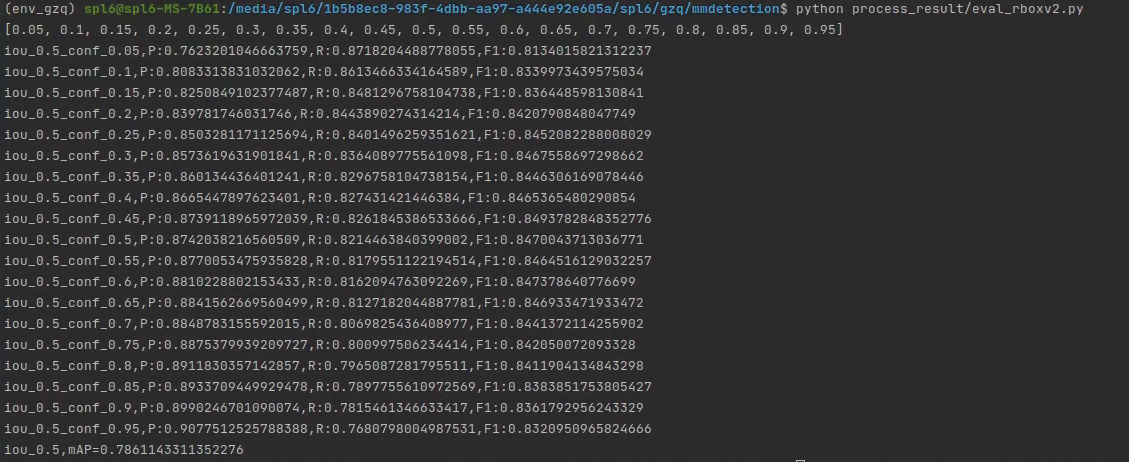 (env_gzq) spl6@spl6-MS-7B61:/media/spl6/1b5b8ec8-983f-4dbb-aa97-a444e92e605a/spl6/gzq/mmdetection$ python process_result/eval_rboxv2.py
[0.05, 0.1, 0.15, 0.2, 0.25, 0.3, 0.35, 0.4, 0.45, 0.5, 0.55, 0.6, 0.65, 0.7, 0.75, 0.8, 0.85, 0.9, 0.95]
iou_0.5_conf_0.05,P:0.7623201046663759,R:0.8718204488778055,F1:0.8134015821312237
iou_0.5_conf_0.1,P:0.8083313831032062,R:0.8613466334164589,F1:0.8339973439575034
iou_0.5_conf_0.15,P:0.8250849102377487,R:0.8481296758104738,F1:0.836448598130841
iou_0.5_conf_0.2,P:0.839781746031746,R:0.8443890274314214,F1:0.8420790848047749
iou_0.5_conf_0.25,P:0.8503281171125694,R:0.8401496259351621,F1:0.8452082288008029
iou_0.5_conf_0.3,P:0.8573619631901841,R:0.8364089775561098,F1:0.8467558697298662
iou_0.5_conf_0.35,P:0.860134436401241,R:0.8296758104738154,F1:0.8446306169078446
iou_0.5_conf_0.4,P:0.8665447897623401,R:0.827431421446384,F1:0.8465365480290854
iou_0.5_conf_0.45,P:0.8739118965972039,R:0.8261845386533666,F1:0.8493782848352776
iou_0.5_conf_0.5,P:0.8742038216560509,R:0.8214463840399002,F1:0.8470043713036771
iou_0.5_conf_0.55,P:0.8770053475935828,R:0.8179551122194514,F1:0.8464516129032257
iou_0.5_conf_0.6,P:0.8810228802153433,R:0.8162094763092269,F1:0.847378640776699
iou_0.5_conf_0.65,P:0.8841562669560499,R:0.8127182044887781,F1:0.846933471933472
iou_0.5_conf_0.7,P:0.8848783155592015,R:0.8069825436408977,F1:0.8441372114255902
iou_0.5_conf_0.75,P:0.8875379939209727,R:0.800997506234414,F1:0.842050072093328
iou_0.5_conf_0.8,P:0.8911830357142857,R:0.7965087281795511,F1:0.8411904134843298
iou_0.5_conf_0.85,P:0.8933709449929478,R:0.7897755610972569,F1:0.8383851753805427
iou_0.5_conf_0.9,P:0.8990246701090074,R:0.7815461346633417,F1:0.8361792956243329
iou_0.5_conf_0.95,P:0.9077512525788388,R:0.7680798004987531,F1:0.8320950965824666
iou_0.5,mAP=0.7861143311352276